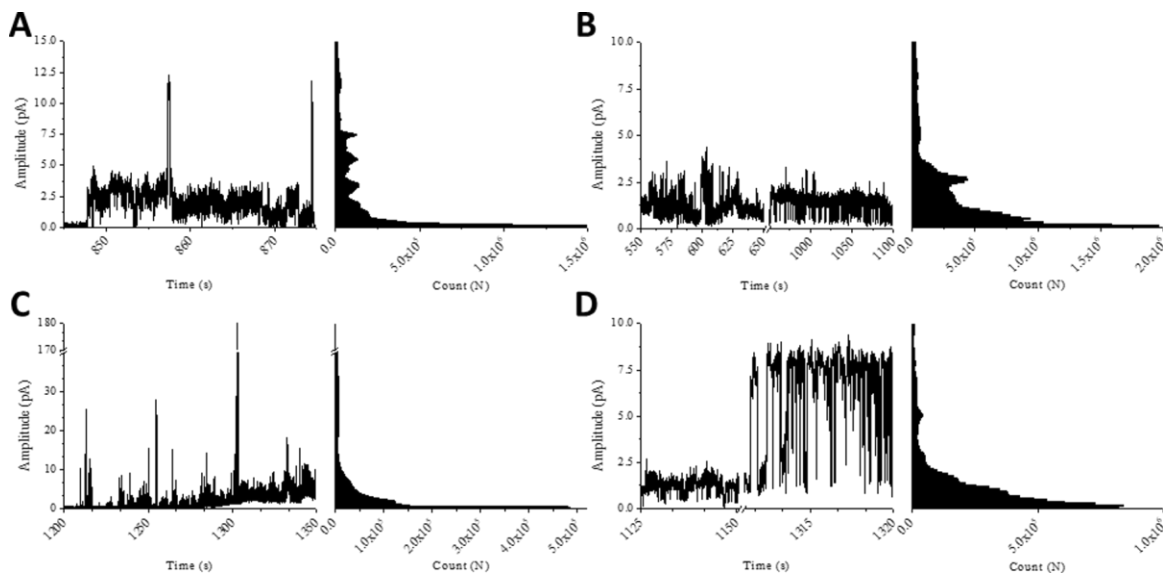 A
15.0
12.5
10.0
7.5
5.0
2.5
0.0
Amplitude (pA)
850
860
870
Time (s)
0.0
5.0x10⁵
1.0x10⁶
1.5x10⁶
Count (N)
B
10.0
7.5
5.0
2.5
0.0
Amplitude (pA)
550
575
600
625
650
1000
1050
1100
Time (s)
0.0
5.0x10⁵
1.0x10⁶
1.5x10⁶
2.0x10⁶
Count (N)
C
180
170
30
20
10
0
Amplitude (pA)
1200
1250
1300
1350
Time (s)
0.0
1.0x10⁵
2.0x10⁵
3.0x10⁵
4.0x10⁵
5.0x10⁵
Count (N)
D
10.0
7.5
5.0
2.5
0.0
Amplitude (pA)
1125
1150
1315
1320
Time (s)
0.0
5.0x10⁵
1.0x10⁶
Count (N)